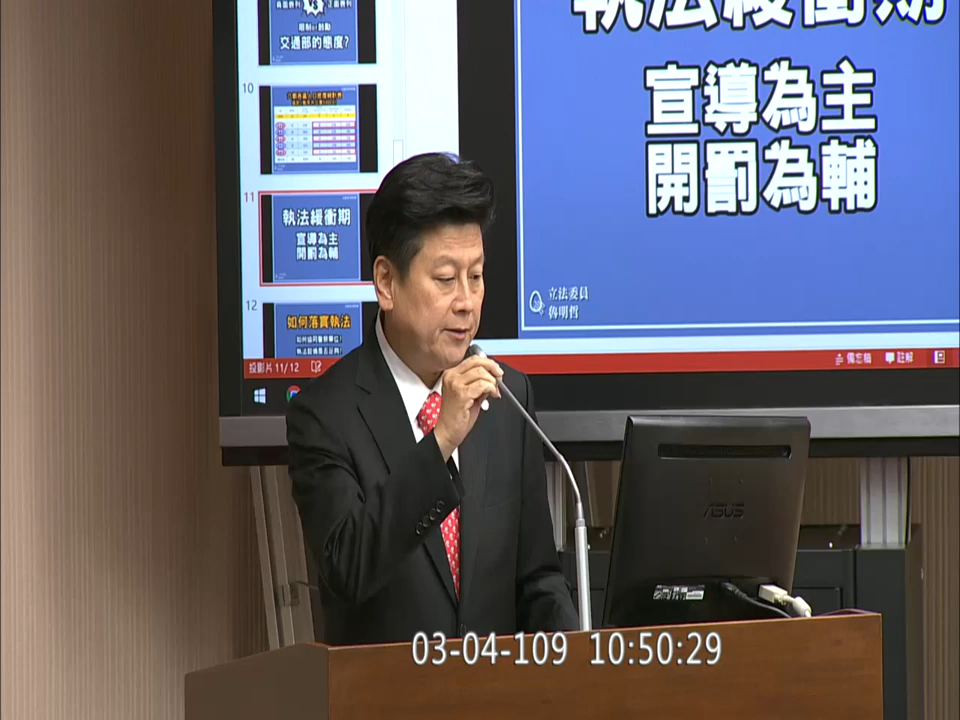 交通部的態度?
10
11
執法緩衝期
宣導為主
開罰為輔
12
如何落實執法
投影片 11/12
執法緩衝期
宣導為主
開罰為輔
立法委員
魯明哲
備忘稿
註解
ASUS
03-04-109 10:50:29